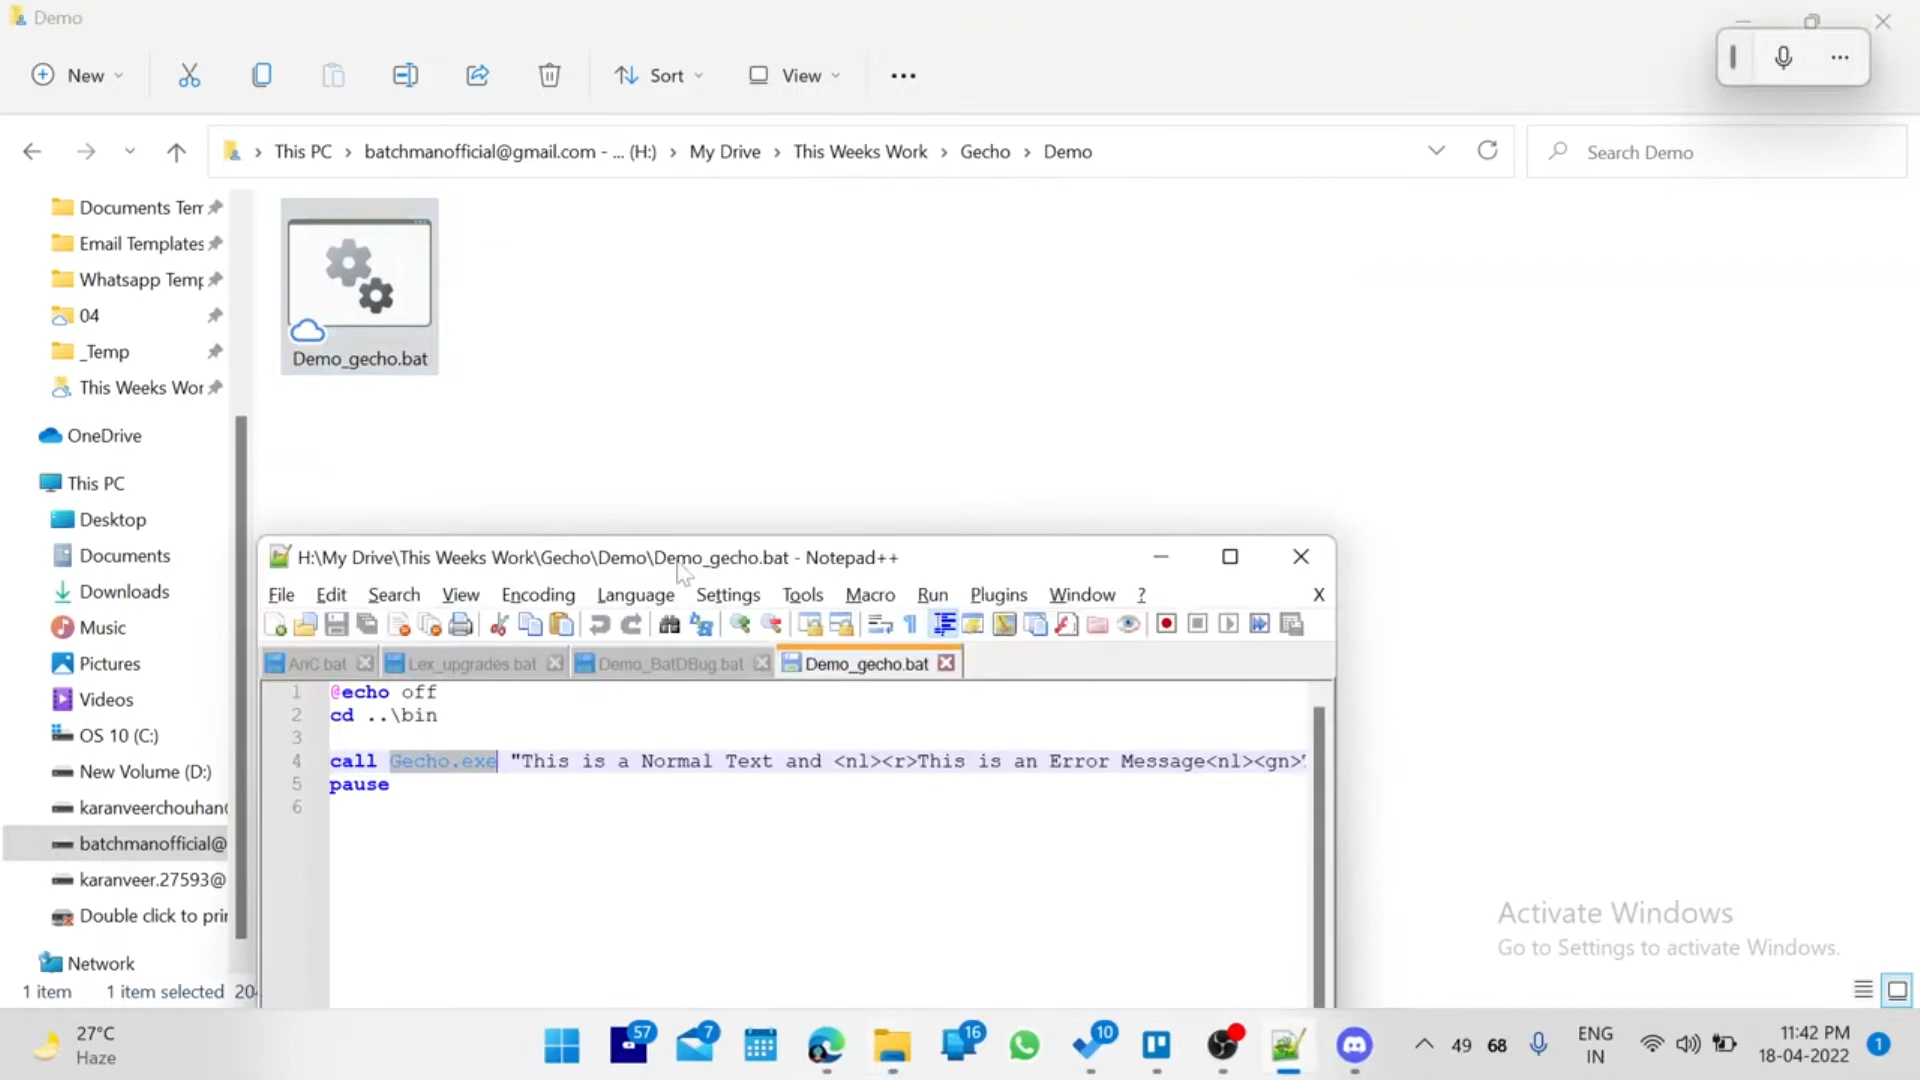 Demo
New
Sort
View
This PC > batchmanofficial@gmail.com - ... (H:) > My Drive > This Weeks Work > Gecho > Demo
Search Demo
Documents Tem
Email Templates
Whatsapp Temp
04
_Temp
This Weeks Wor
OneDrive
This PC
Desktop
Documents
Downloads
Music
Pictures
Videos
OS 10 (C:)
New Volume (D:)
karanveerchouhan
batchmanofficial@
karanveer.27593@
Double click to prin
Network
1 item 1 item selected 20
Demo_gecho.bat
H:\My Drive\This Weeks Work\Gecho\Demo\Demo_gecho.bat - Notepad++
File Edit Search View Encoding Language Settings Tools Macro Run Plugins Window ? X
AnC.bat Lex_upgrades.bat Demo_BatDBug.bat Demo_gecho.bat
1 @echo off
2 cd ..\bin
3
4 call Gecho.exe "This is a Normal Text and <nl><r>This is an Error Message<nl><gn>
5 pause
6
Activate Windows
Go to Settings to activate Windows.
27°C
Haze
57
7
16
10
49 68
ENG
IN
11:42 PM
18-04-2022
1